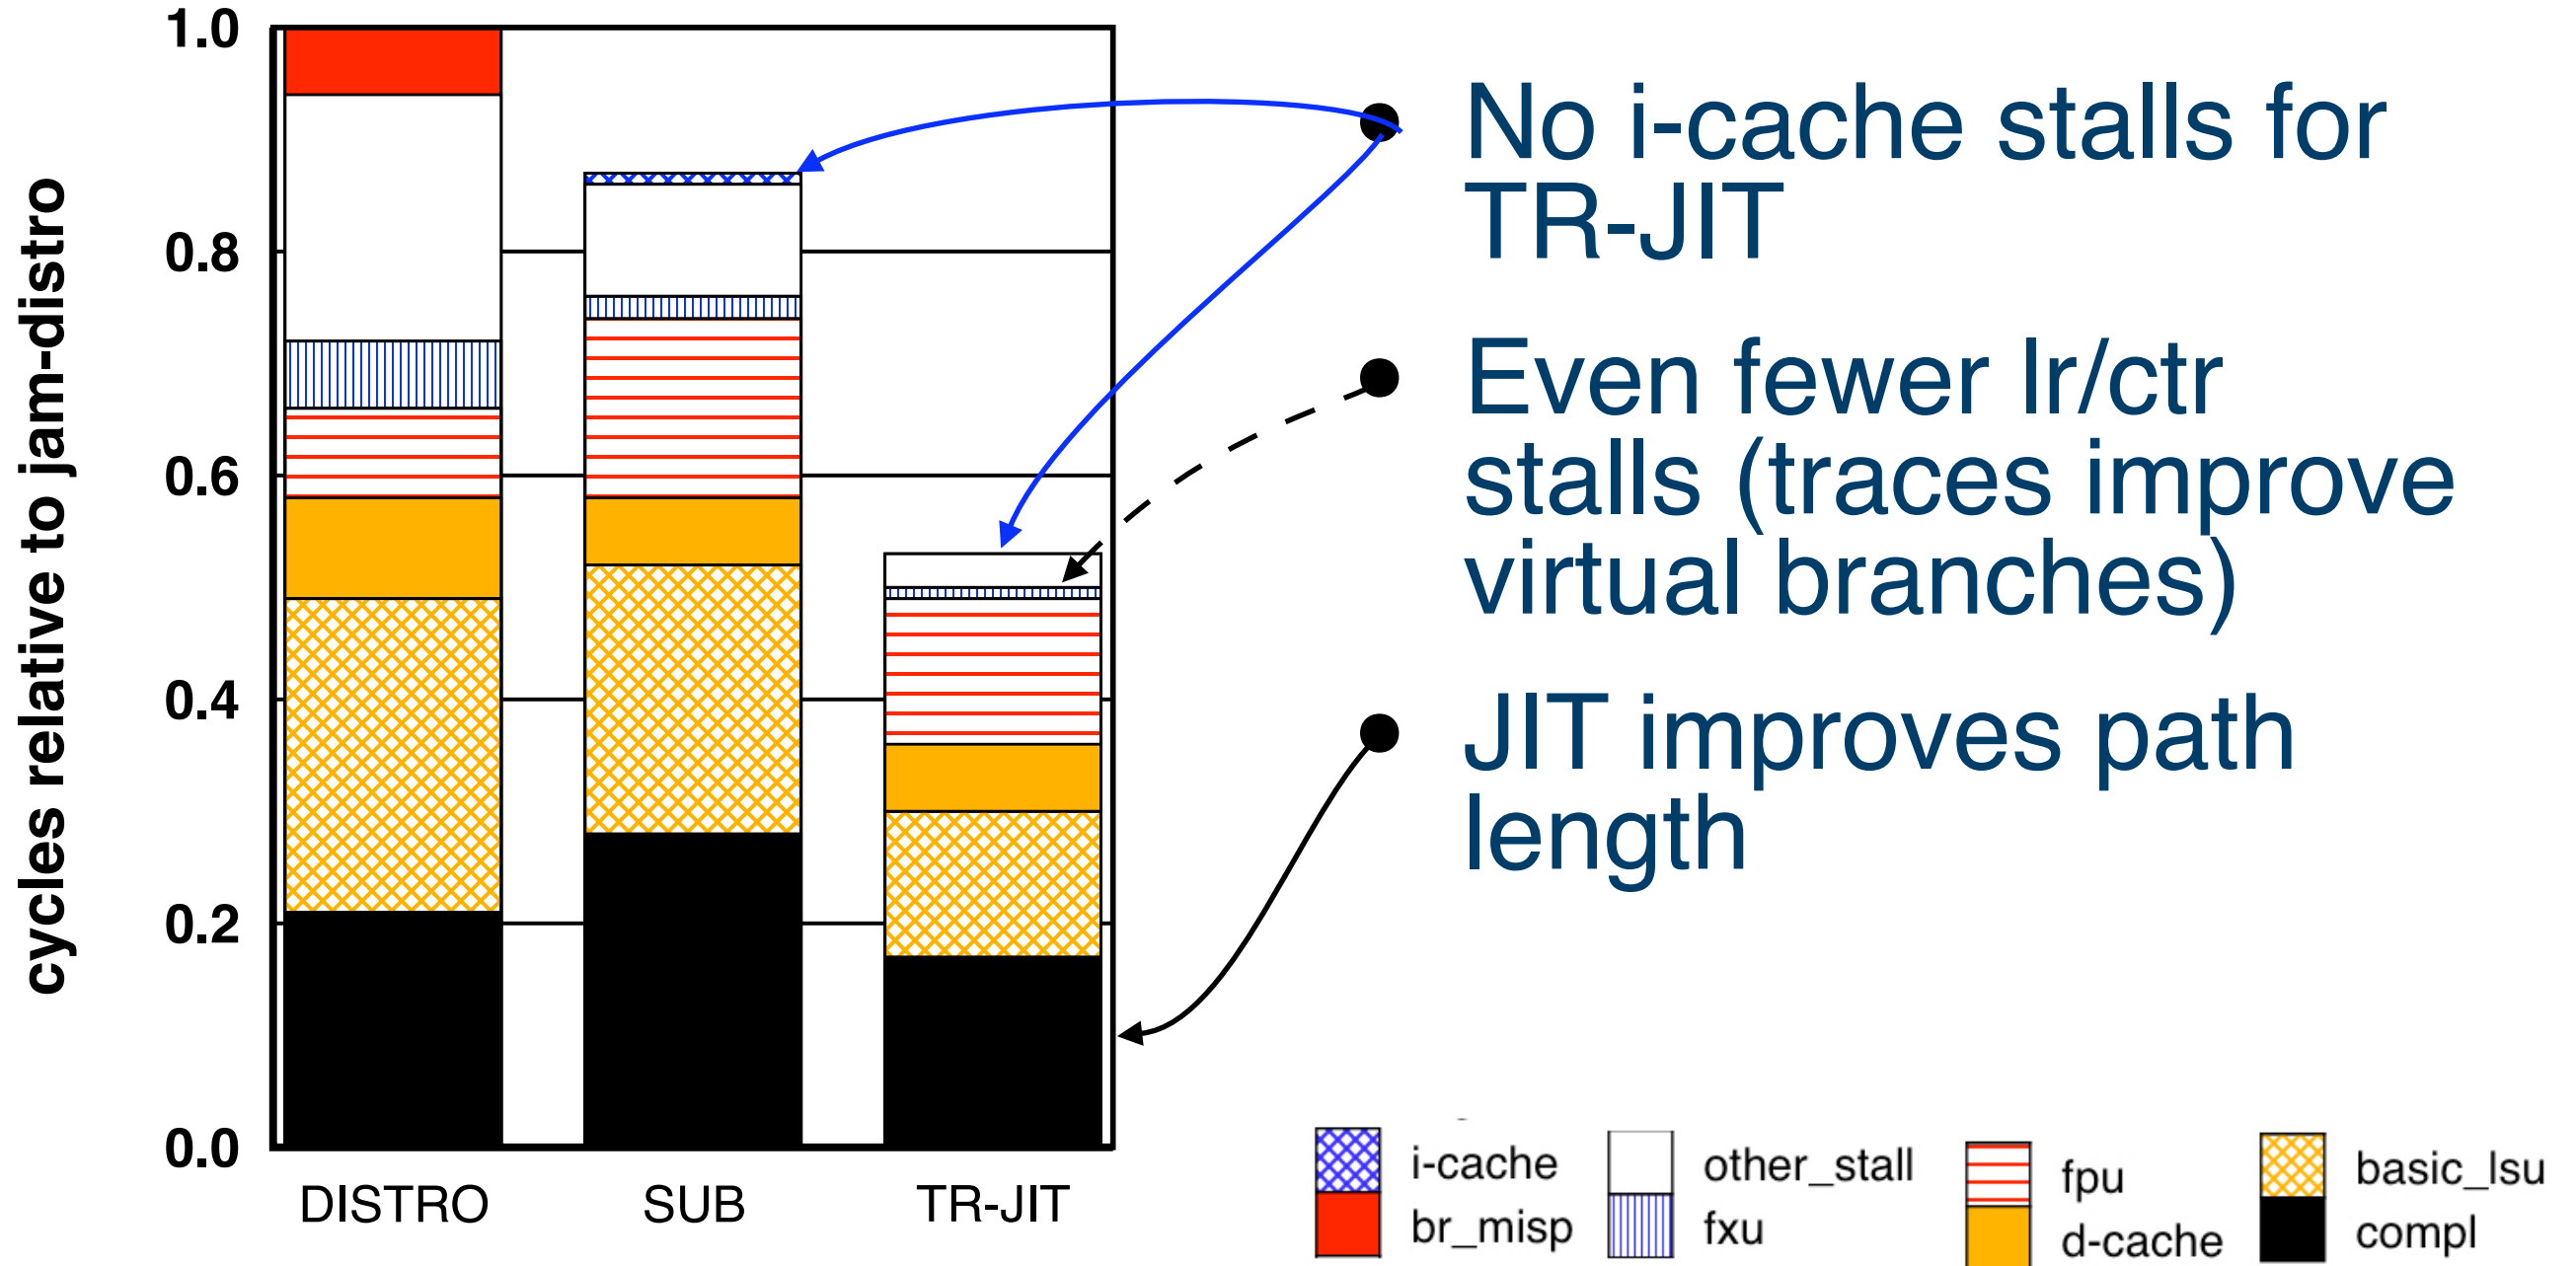 cycles relative to jam-distro
1.0
0.8
0.6
0.4
0.2
0.0
DISTRO
SUB
TR-JIT
No i-cache stalls for
TR-JIT
Even fewer lr/ctr
stalls (traces improve
virtual branches)
JIT improves path
length
i-cache
br_misp
other_stall
fxu
fpu
d-cache
basic_lsu
compl